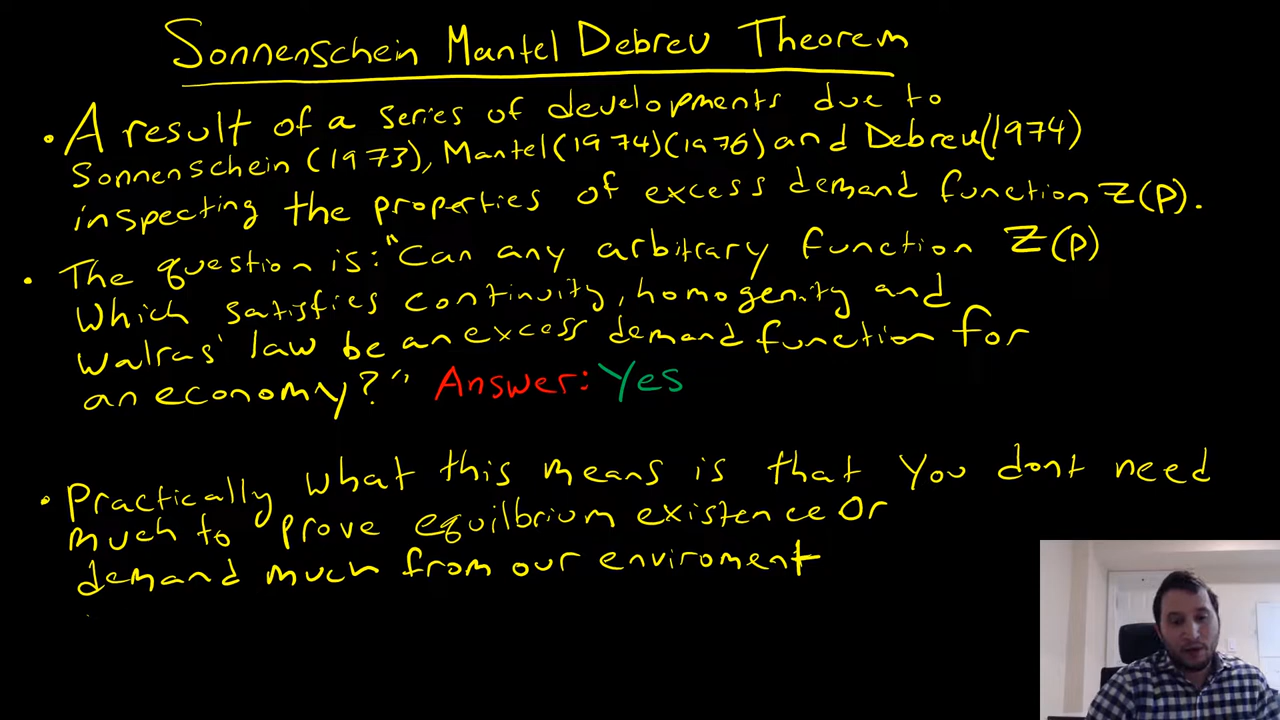 Sonnenschein Mantel Debreu Theorem
• A result of a series of developments due to
Sonnenschein (1973), Mantel (1974)(1976) and Debreu(1974)
inspecting the properties of excess demand function Z(p).
• The question is: "Can any arbitrary function Z(p)
Which satisfies continuity, homogenity and
walras' law be an excess demand function for
an economy?" Answer: Yes
• Practically what this means is that you dont need
much to prove equilbrium existence Or
demand much from our enviroment